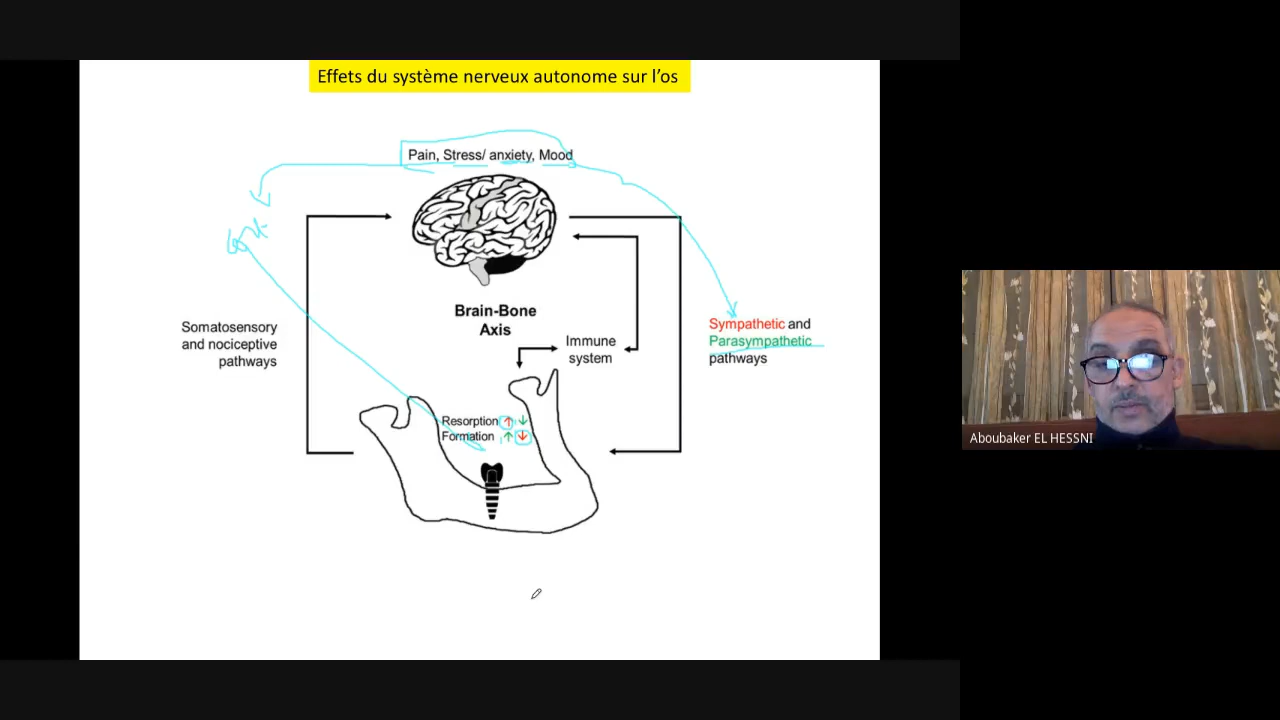 Effets du système nerveux autonome sur l'os
Pain, Stress/ anxiety, Mood
Brain-Bone
Axis
Somatosensory
and nociceptive
pathways
Immune
system
Sympathetic and
Parasympathetic
pathways
Resorption ↑ ↓
Formation ↑ ↓
Aboubaker EL HESSNI